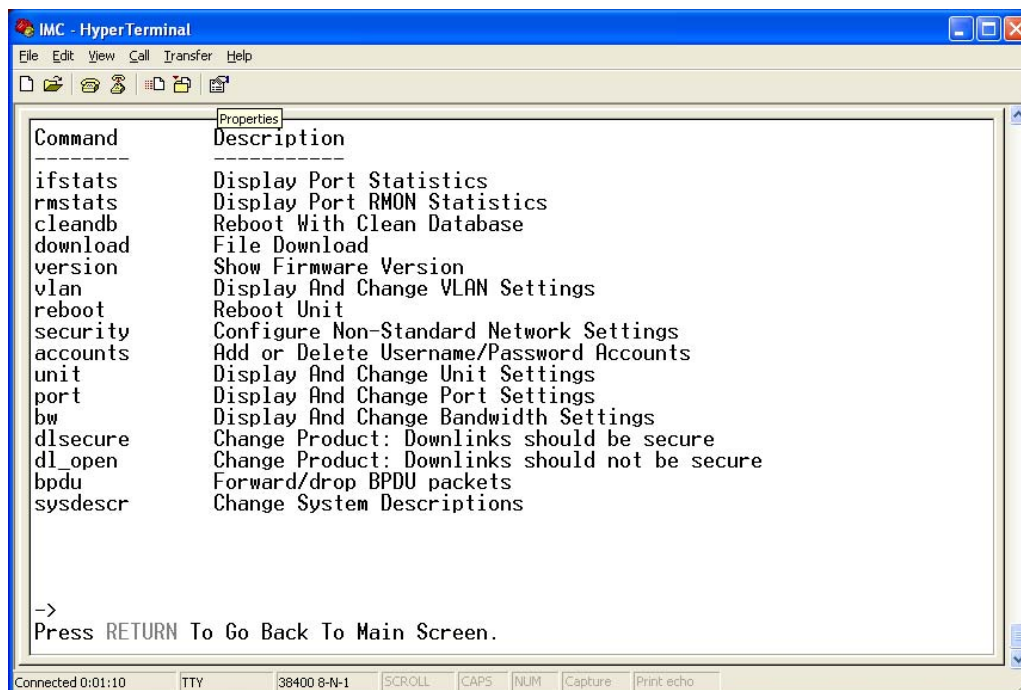 IMC - HyperTerminal
File Edit View Call Transfer Help
Properties
Command Description
-------- -----------
ifstats Display Port Statistics
rmstats Display Port RMON Statistics
cleandb Reboot With Clean Database
download File Download
version Show Firmware Version
vlan Display And Change VLAN Settings
reboot Reboot Unit
security Configure Non-Standard Network Settings
accounts Add or Delete Username/Password Accounts
unit Display And Change Unit Settings
port Display And Change Port Settings
bw Display And Change Bandwidth Settings
dlsecure Change Product: Downlinks should be secure
dl_open Change Product: Downlinks should not be secure
bpdu Forward/drop BPDU packets
sysdescr Change System Descriptions
->
Press RETURN To Go Back To Main Screen.
Connected 0:01:10 TTY 38400 8-N-1 SCROLL CAPS NUM Capture Print echo